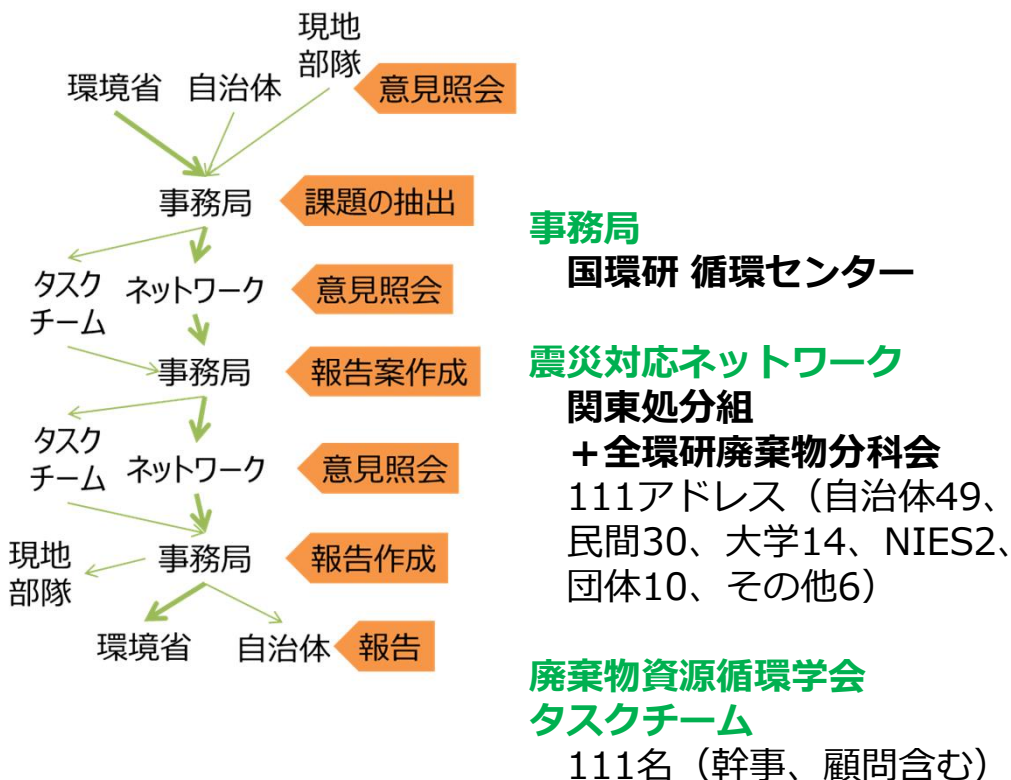 現地
部隊
環境省
自治体
意見照会
事務局
課題の抽出
タスク
チーム
ネットワーク
意見照会
事務局
報告案作成
タスク
チーム
ネットワーク
意見照会
現地
部隊
事務局
報告作成
環境省
自治体
報告
事務局
国環研 循環センター
震災対応ネットワーク
関東処分組
＋全環研廃棄物分科会
111アドレス（自治体49、
民間30、大学14、NIES2、
団体10、その他6）
廃棄物資源循環学会
タスクチーム
111名（幹事、顧問含む）